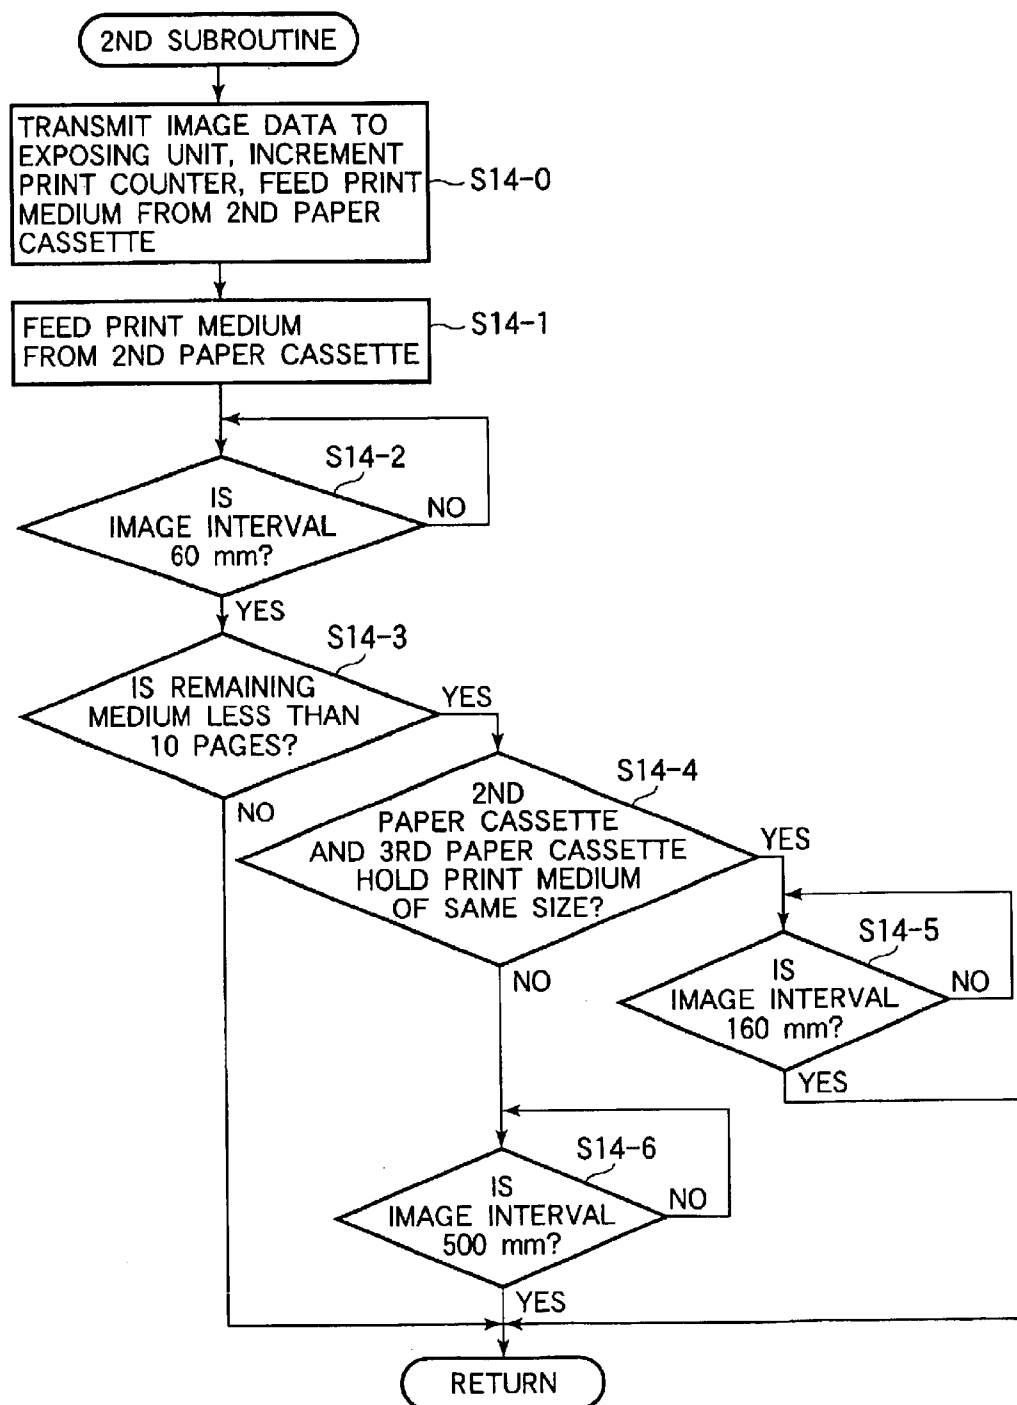 2ND SUBROUTINE
TRANSMIT IMAGE DATA TO
EXPOSING UNIT, INCREMENT
PRINT COUNTER, FEED PRINT
MEDIUM FROM 2ND PAPER
CASSETTE
S14-0
FEED PRINT MEDIUM
FROM 2ND PAPER CASSETTE
S14-1
S14-2
IS
IMAGE INTERVAL
60 mm?
NO
YES
S14-3
IS REMAINING
MEDIUM LESS THAN
10 PAGES?
YES
NO
S14-4
2ND
PAPER CASSETTE
AND 3RD PAPER CASSETTE
HOLD PRINT MEDIUM
OF SAME SIZE?
YES
NO
S14-5
IS
IMAGE INTERVAL
160 mm?
NO
YES
S14-6
IS
IMAGE INTERVAL
500 mm?
NO
YES
RETURN